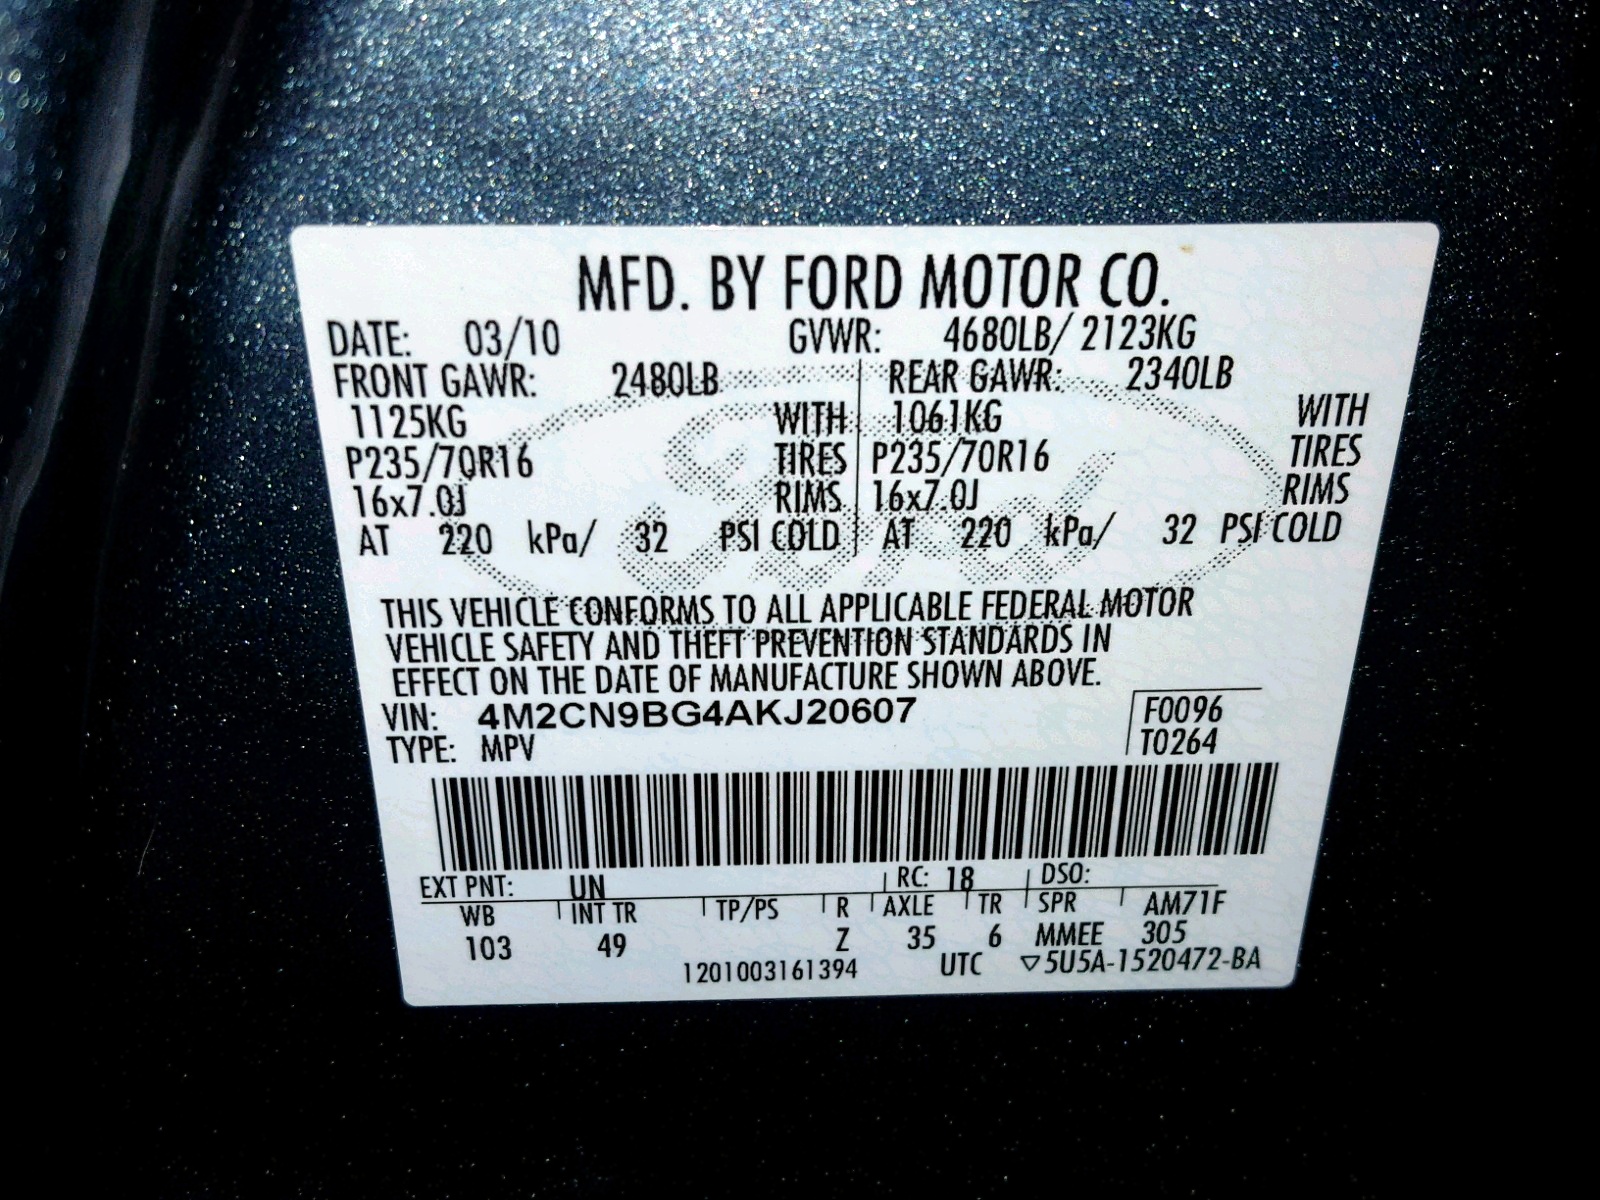 MFD. BY FORD MOTOR CO.
DATE: 03/10 GVWR: 4680LB/ 2123KG
FRONT GAWR: 2480LB REAR GAWR: 2340LB
1125KG WITH 1061KG WITH
P235/70R16 TIRES P235/70R16 TIRES
16x7.0J RIMS 16x7.0J RIMS
AT 220 kPa/ 32 PSI COLD AT 220 kPa/ 32 PSI COLD
Ford
THIS VEHICLE CONFORMS TO ALL APPLICABLE FEDERAL MOTOR
VEHICLE SAFETY AND THEFT PREVENTION STANDARDS IN
EFFECT ON THE DATE OF MANUFACTURE SHOWN ABOVE.
VIN: 4M2CN9BG4AKJ20607 F0096
TYPE: MPV T0264
EXT PNT: UN RC: 18 DSO:
WB INT TR TP/PS R AXLE TR SPR AM71F
103 49 Z 35 6 MMEE 305
1201003161394 UTC ▽5U5A-1520472-BA